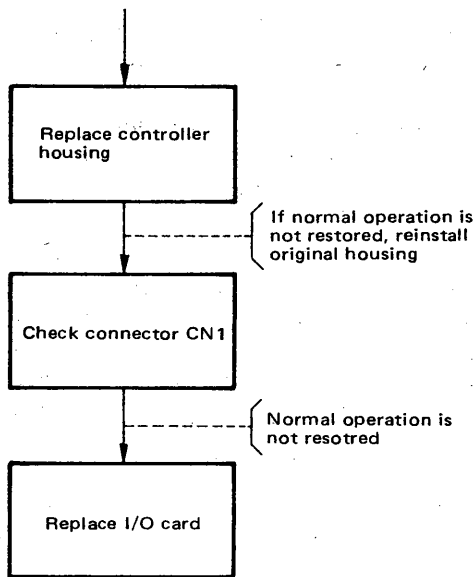 Replace controller
housing
If normal operation is
not restored, reinstall
original housing
Check connector CN1
Normal operation is
not resotred
Replace I/O card